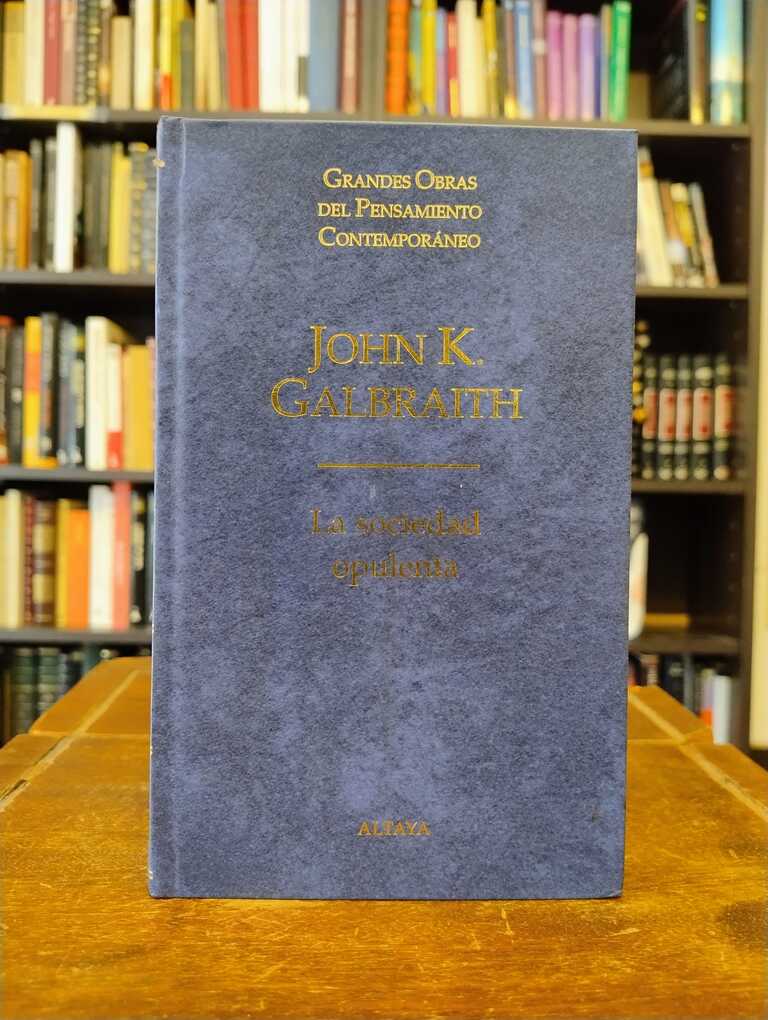 GRANDES OBRAS
DEL PENSAMIENTO
CONTEMPORÁNEO
JOHN K.
GALBRAITH
La sociedad
opulenta
ALTAYA